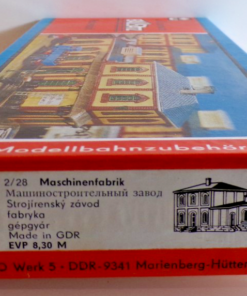 Modellbahnzubehör
2/28 Maschinenfabrik
Машиностроительный завод
Strojírenský závod
fabryka
gépgyár
Made in GDR
EVP 8,30 M
Werk 5 · DDR-9341 Marienberg-Hütte